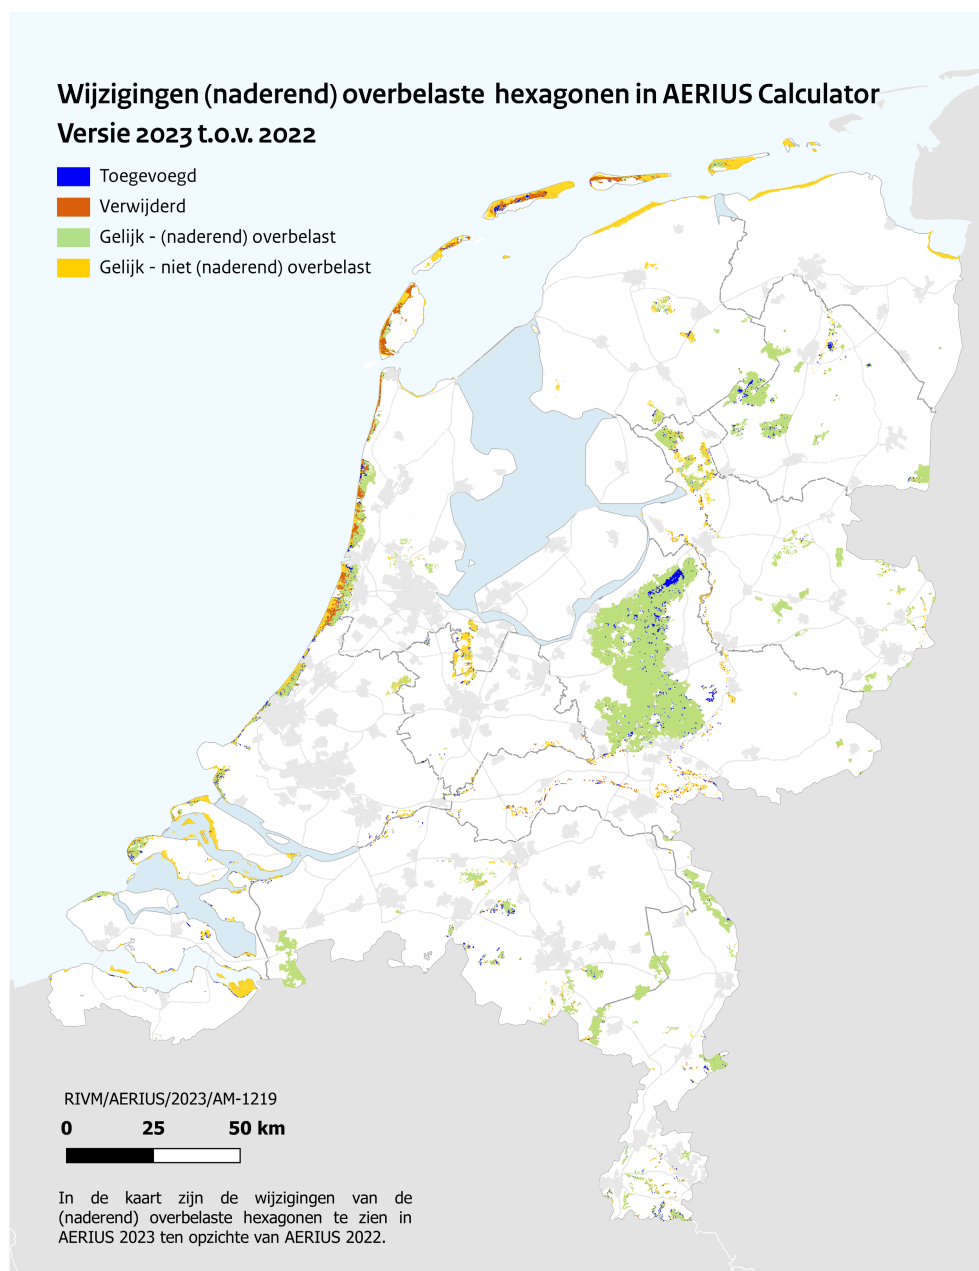 Wijzigingen (naderend) overbelaste hexagonen in AERIUS Calculator
Versie 2023 t.o.v. 2022
Toegevoegd
Verwijderd
Gelijk - (naderend) overbelast
Gelijk - niet (naderend) overbelast
RIVM/AERIUS/2023/AM-1219
0 25 50 km
In de kaart zijn de wijzigingen van de
(naderend) overbelaste hexagonen te zien in
AERIUS 2023 ten opzichte van AERIUS 2022.